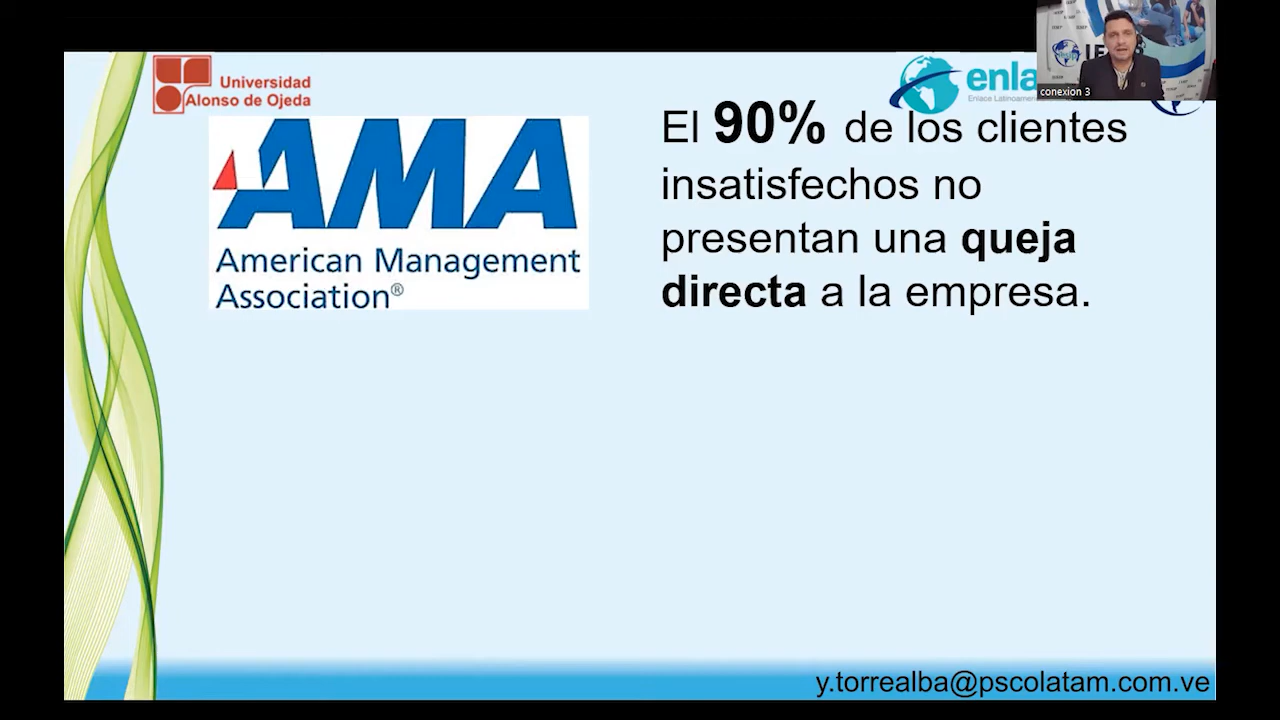 Universidad
Alonso de Ojeda
AMA
American Management
Association®
El 90% de los clientes
insatisfechos no
presentan una queja
directa a la empresa.
Enlace
conexion 3
y.torrealba@pscolatam.com.ve